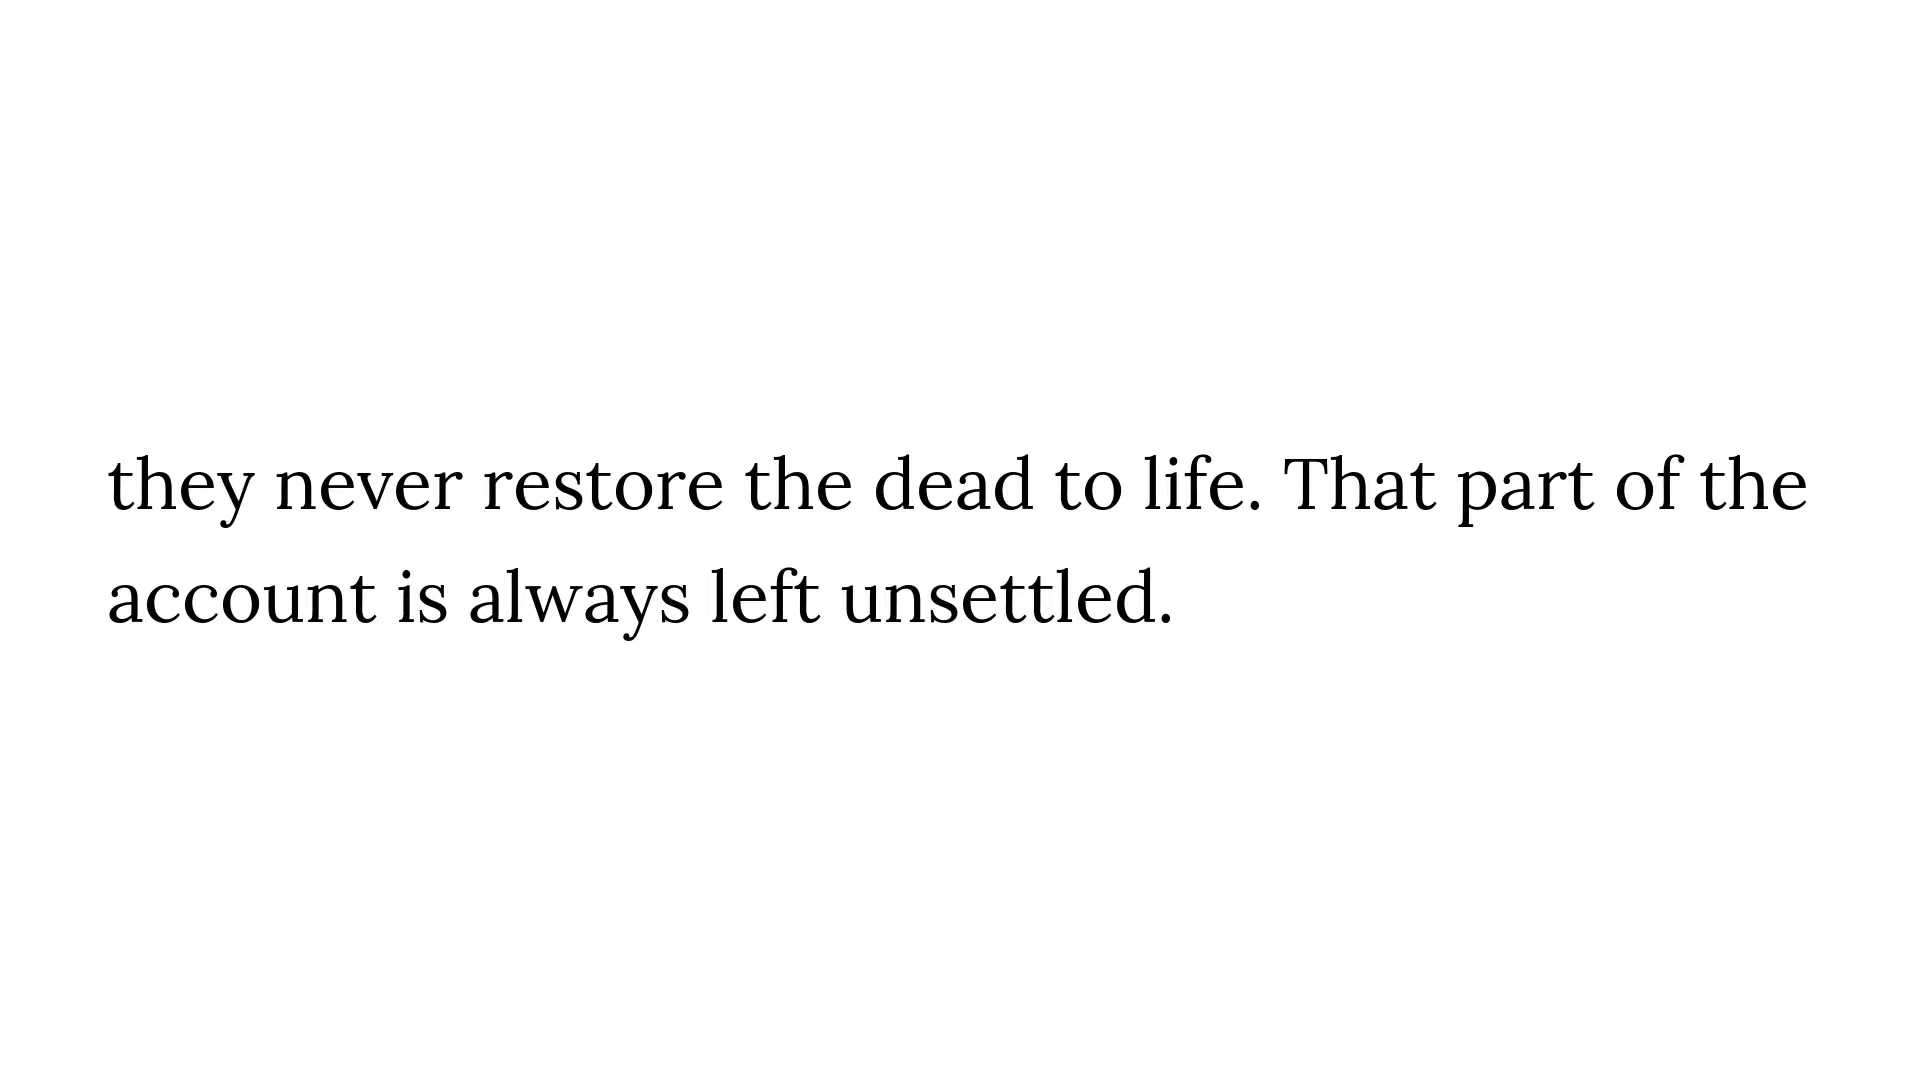 they never restore the dead to life. That part of the
account is always left unsettled.